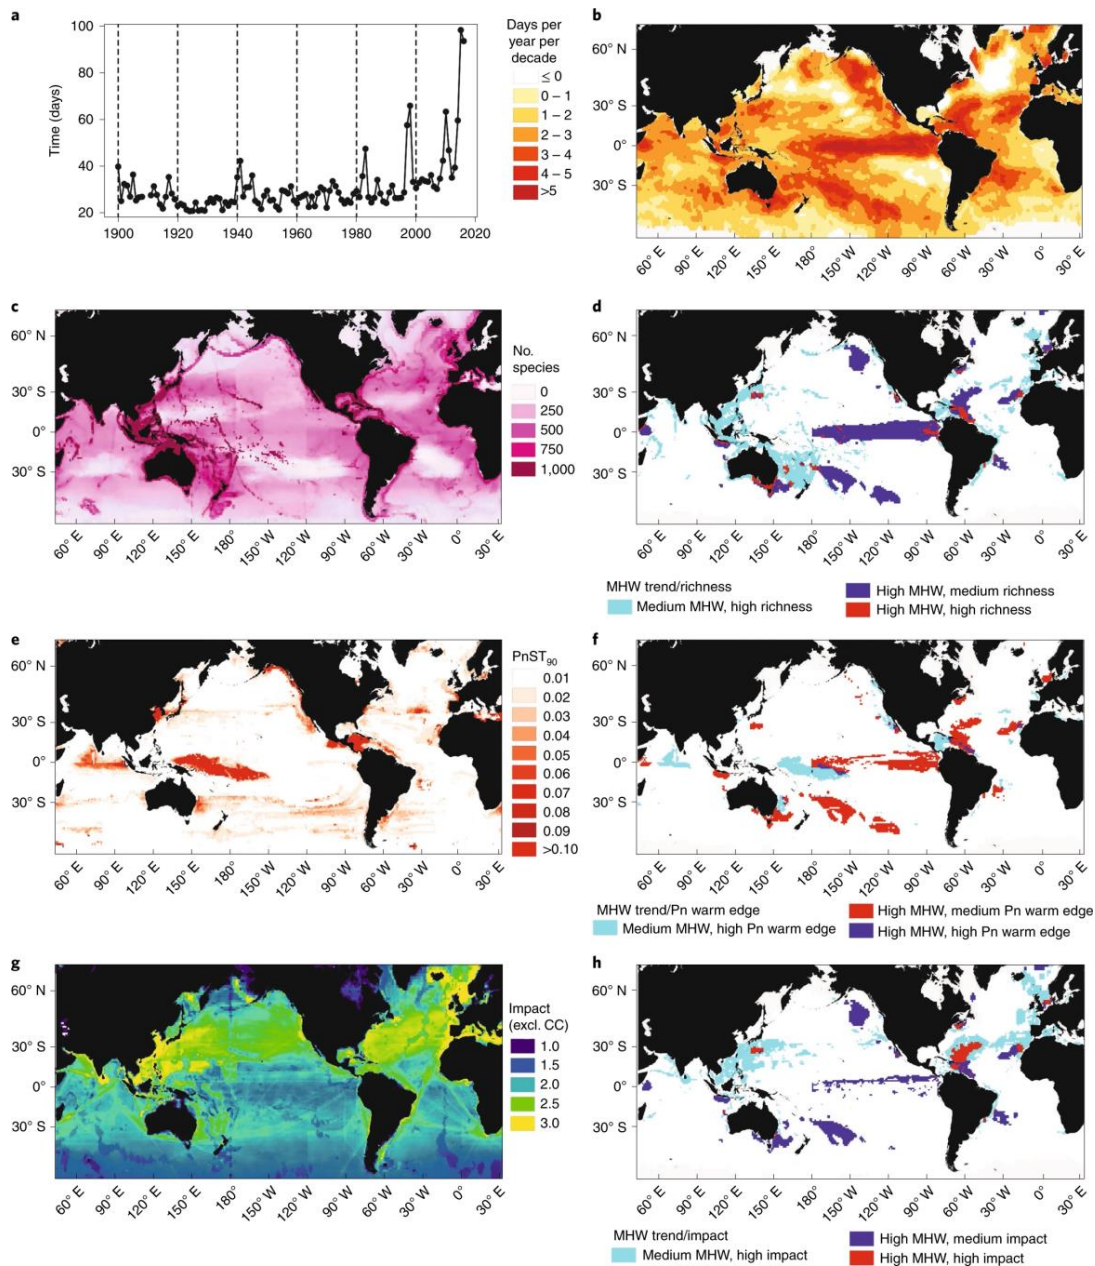 a
100
80
60
40
20
Time (days)
1900
1920
1940
1960
1980
2000
2020
Days per
year per
decade
≤ 0
0 – 1
1 – 2
2 – 3
3 – 4
4 – 5
>5
b
60° N
30° S
0°
30° S
60° E
90° E
120° E
150° E
180°
150° W
120° W
90° W
60° W
30° W
0°
30° E
c
60° N
30° S
0°
30° S
60° E
90° E
120° E
150° E
180°
150° W
120° W
90° W
60° W
30° W
0°
30° E
No.
species
0
250
500
750
1,000
d
60° N
30° S
0°
30° S
60° E
90° E
120° E
150° E
180°
150° W
120° W
90° W
60° W
30° W
0°
30° E
MHW trend/richness
Medium MHW, high richness
High MHW, medium richness
High MHW, high richness
e
60° N
30° S
0°
30° S
60° E
90° E
120° E
150° E
180°
150° W
120° W
90° W
60° W
30° W
0°
30° E
PnST90
0.01
0.02
0.03
0.04
0.05
0.06
0.07
0.08
0.09
>0.10
f
60° N
30° S
0°
30° S
60° E
90° E
120° E
150° E
180°
150° W
120° W
90° W
60° W
30° W
0°
30° E
MHW trend/Pn warm edge
Medium MHW, high Pn warm edge
High MHW, medium Pn warm edge
High MHW, high Pn warm edge
g
60° N
30° S
0°
30° S
60° E
90° E
120° E
150° E
180°
150° W
120° W
90° W
60° W
30° W
0°
30° E
Impact
(excl. CC)
1.0
1.5
2.0
2.5
3.0
h
60° N
30° S
0°
30° S
60° E
90° E
120° E
150° E
180°
150° W
120° W
90° W
60° W
30° W
0°
30° E
MHW trend/impact
Medium MHW, high impact
High MHW, medium impact
High MHW, high impact